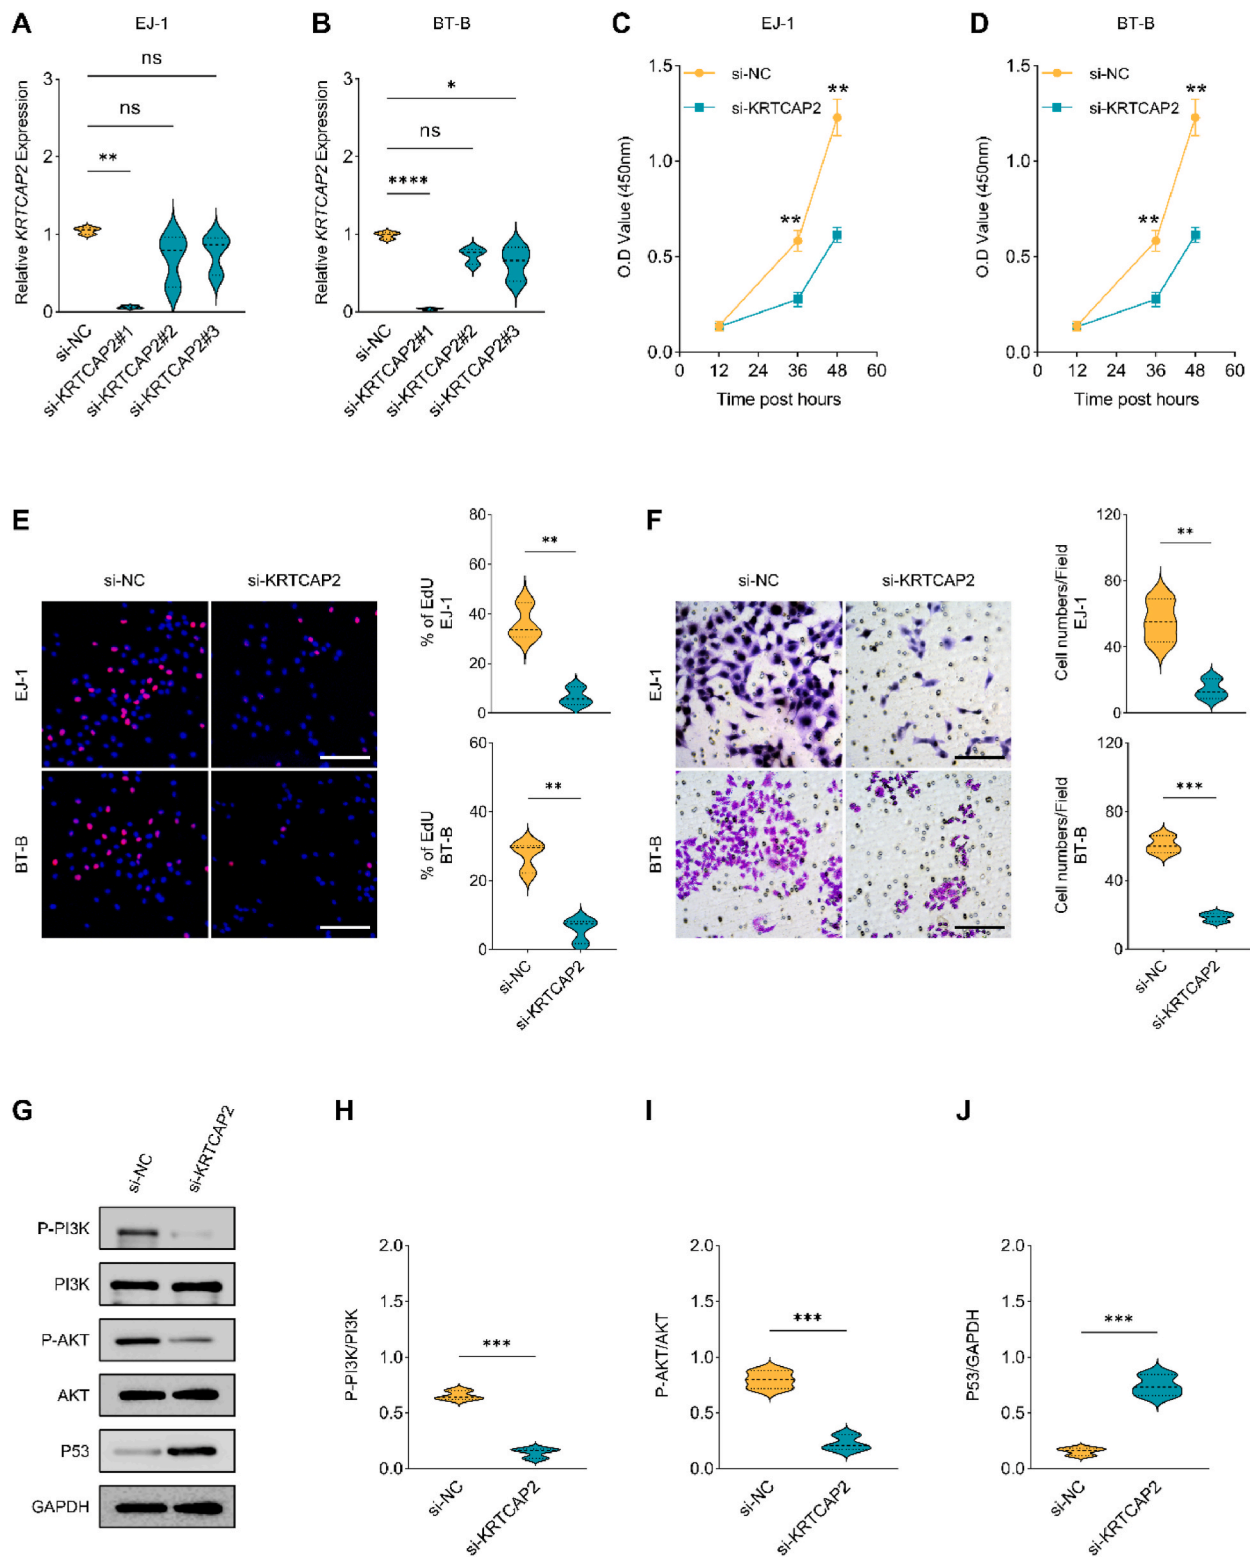 A
EJ-1
Relative KRTCAP2 Expression
3
2
1
0
ns
ns
**
si-NC
si-KRTCAP2#1
si-KRTCAP2#2
si-KRTCAP2#3
B
BT-B
Relative KRTCAP2 Expression
3
2
1
0
*
ns
****
si-NC
si-KRTCAP2#1
si-KRTCAP2#2
si-KRTCAP2#3
C
EJ-1
O.D Value (450nm)
1.5
1.0
0.5
0.0
si-NC
si-KRTCAP2
**
**
0 12 24 36 48 60
Time post hours
D
BT-B
O.D Value (450nm)
1.5
1.0
0.5
0.0
si-NC
si-KRTCAP2
**
**
0 12 24 36 48 60
Time post hours
E
si-NC
si-KRTCAP2
EJ-1
BT-B
% of EdU
EJ-1
80
60
40
20
0
**
% of EdU
BT-B
60
40
20
0
**
si-NC
si-KRTCAP2
F
si-NC
si-KRTCAP2
EJ-1
BT-B
Cell numbers/Field
EJ-1
120
80
40
0
**
Cell numbers/Field
BT-B
120
80
40
0
***
si-NC
si-KRTCAP2
G
si-NC
si-KRTCAP2
P-PI3K
PI3K
P-AKT
AKT
P53
GAPDH
H
P-PI3K/PI3K
2.0
1.5
1.0
0.5
0.0
***
si-NC
si-KRTCAP2
I
P-AKT/AKT
2.0
1.5
1.0
0.5
0.0
***
si-NC
si-KRTCAP2
J
P53/GAPDH
2.0
1.5
1.0
0.5
0.0
***
si-NC
si-KRTCAP2